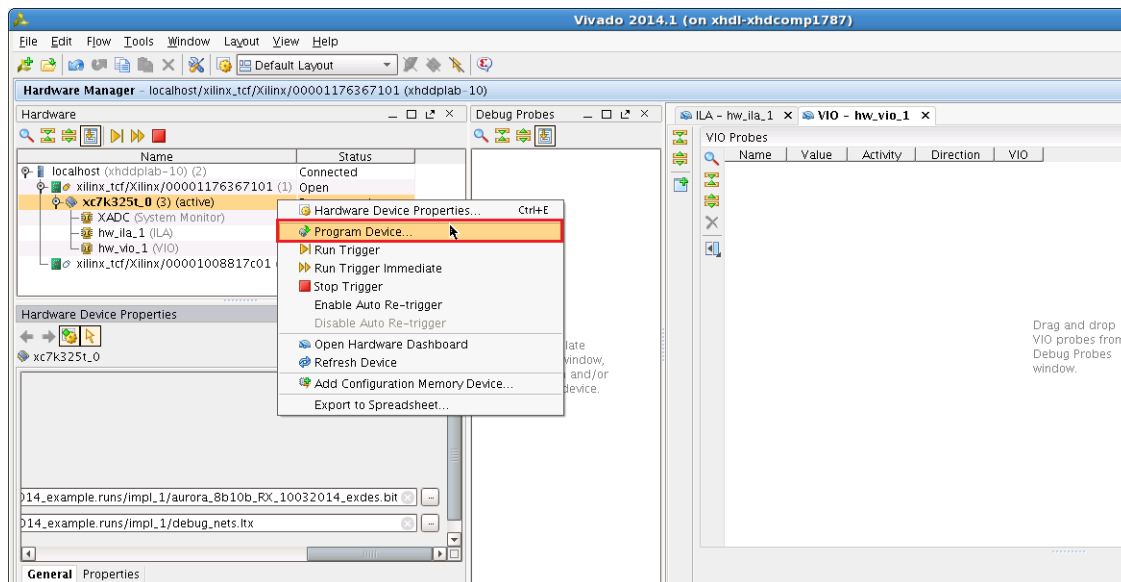 Vivado 2014.1 (on xhdl-xhdcomp1787)
File Edit Flow Tools Window Layout View Help
Default Layout
Hardware Manager - localhost/xilinx_tcf/Xilinx/00001176367101 (xhddplab-10)
Hardware
Name Status
localhost (xhddplab-10) (2) Connected
xilinx_tcf/Xilinx/00001176367101 (1) Open
xc7k325t_0 (3) (active)
XADC (System Monitor)
hw_ila_1 (ILA)
hw_vio_1 (VIO)
xilinx_tcf/Xilinx/00001008817c01
Hardware Device Properties... Ctrl+E
Program Device...
Run Trigger
Run Trigger Immediate
Stop Trigger
Enable Auto Re-trigger
Disable Auto Re-trigger
Open Hardware Dashboard
Refresh Device
Add Configuration Memory Device...
Export to Spreadsheet...
Hardware Device Properties
xc7k325t_0
014_example.runs/impl_1/aurora_8b10b_RX_10032014_exdes.bit ...
014_example.runs/impl_1/debug_nets.ltx ...
General Properties
Debug Probes
and/or
device.
ILA - hw_ila_1 VIO - hw_vio_1
VIO Probes
Name Value Activity Direction VIO
Drag and drop
VIO probes from
Debug Probes
window.